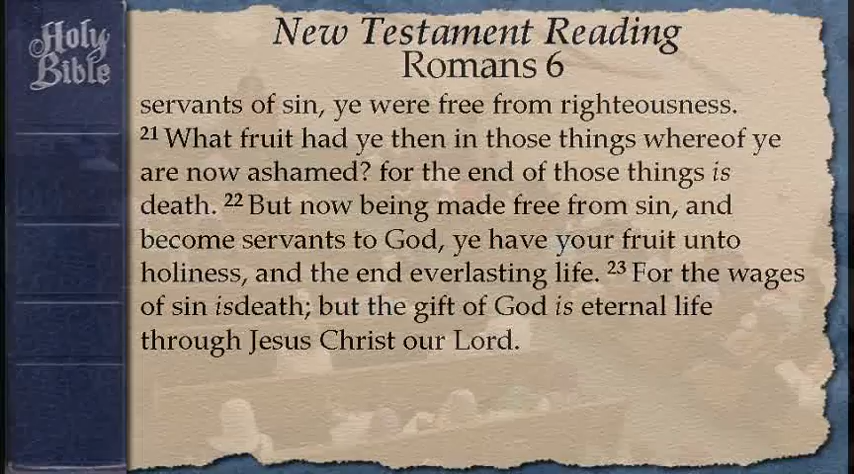 Holy
Bible
New Testament Reading
Romans 6
servants of sin, ye were free from righteousness.
21 What fruit had ye then in those things whereof ye
are now ashamed? for the end of those things is
death. 22 But now being made free from sin, and
become servants to God, ye have your fruit unto
holiness, and the end everlasting life. 23 For the wages
of sin isdeath; but the gift of God is eternal life
through Jesus Christ our Lord.